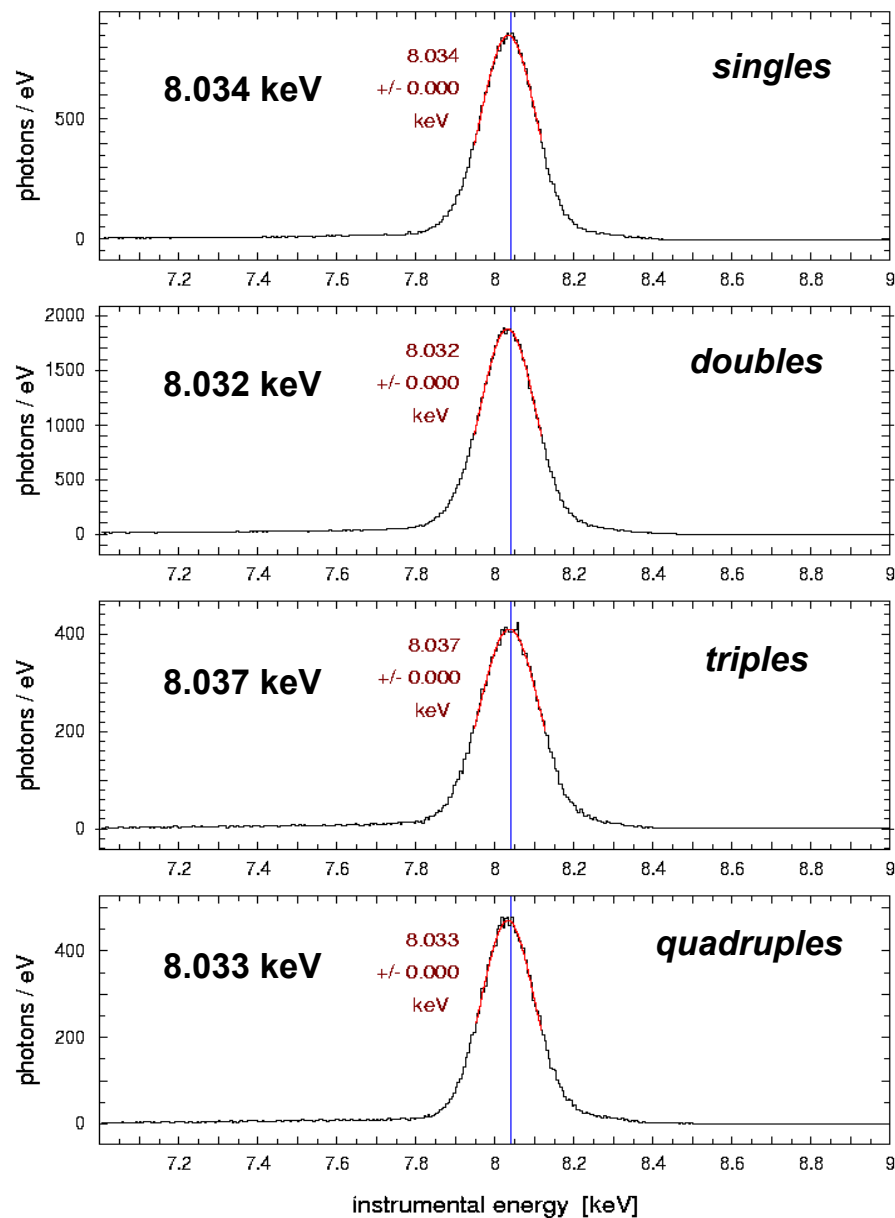 photons / eV
500
0
8.034 keV
8.034
+/- 0.000
keV
singles
7.2 7.4 7.6 7.8 8 8.2 8.4 8.6 8.8 9
photons / eV
2000
1500
1000
500
0
8.032 keV
8.032
+/- 0.000
keV
doubles
7.2 7.4 7.6 7.8 8 8.2 8.4 8.6 8.8 9
photons / eV
400
200
0
8.037 keV
8.037
+/- 0.000
keV
triples
7.2 7.4 7.6 7.8 8 8.2 8.4 8.6 8.8 9
photons / eV
400
200
0
8.033 keV
8.033
+/- 0.000
keV
quadruples
7.2 7.4 7.6 7.8 8 8.2 8.4 8.6 8.8 9
instrumental energy [keV]